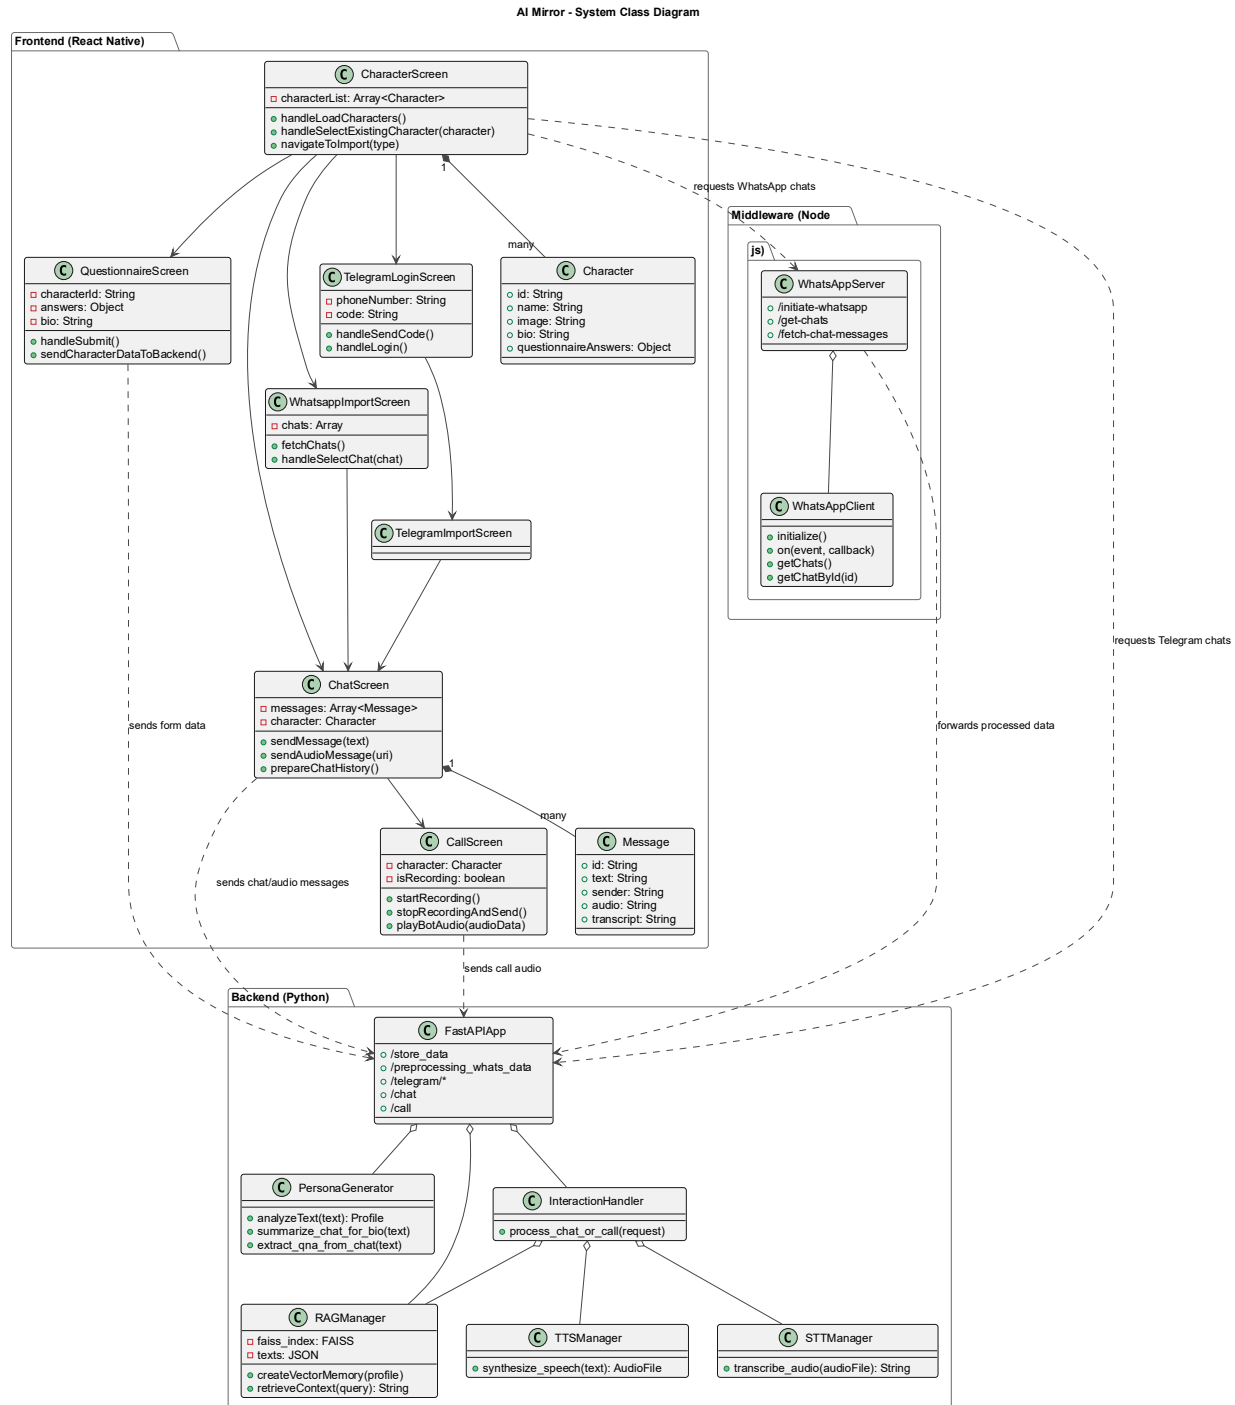 AI Mirror - System Class Diagram
Frontend (React Native)
C CharacterScreen
characterList: Array<Character>
handleLoadCharacters()
handleSelectExistingCharacter(character)
navigateToImport(type)
1
many
requests WhatsApp chats
Middleware (Node
js)
C QuestionnaireScreen
characterId: String
answers: Object
bio: String
handleSubmit()
sendCharacterDataToBackend()
C TelegramLoginScreen
phoneNumber: String
code: String
handleSendCode()
handleLogin()
C Character
id: String
name: String
image: String
bio: String
questionnaireAnswers: Object
C WhatsAppServer
/initiate-whatsapp
/get-chats
/fetch-chat-messages
C WhatsappImportScreen
chats: Array
fetchChats()
handleSelectChat(chat)
C TelegramImportScreen
C WhatsAppClient
initialize()
on(event, callback)
getChats()
getChatById(id)
requests Telegram chats
C ChatScreen
messages: Array<Message>
character: Character
sendMessage(text)
sendAudioMessage(uri)
prepareChatHistory()
sends form data
forwards processed data
1
many
C CallScreen
character: Character
isRecording: boolean
startRecording()
stopRecordingAndSend()
playBotAudio(audioData)
C Message
id: String
text: String
sender: String
audio: String
transcript: String
sends chat/audio messages
sends call audio
Backend (Python)
C FastAPIApp
/store_data
/preprocessing_whats_data
/telegram/*
/chat
/call
C PersonaGenerator
analyzeText(text): Profile
summarize_chat_for_bio(text)
extract_qna_from_chat(text)
C InteractionHandler
process_chat_or_call(request)
C RAGManager
faiss_index: FAISS
texts: JSON
createVectorMemory(profile)
retrieveContext(query): String
C TTSManager
synthesize_speech(text): AudioFile
C STTManager
transcribe_audio(audioFile): String